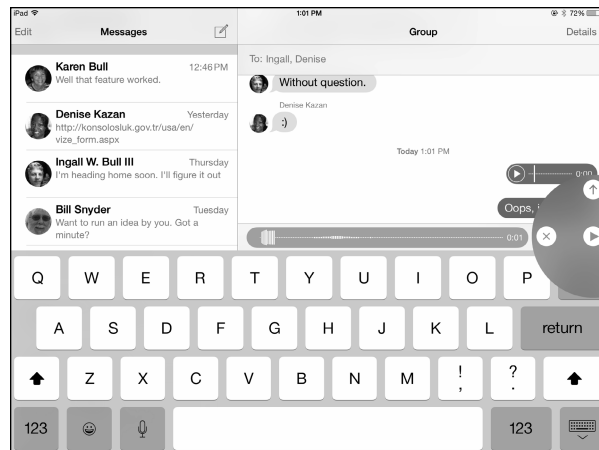 iPad 1:01 PM 72%
Edit Messages Group Details
To: Ingall, Denise
Karen Bull 12:46 PM
Well that feature worked.
Denise Kazan Yesterday
http://konsolosluk.gov.tr/usa/en/
vize_form.aspx
Ingall W. Bull III Thursday
I'm heading home soon. I'll figure it out
Bill Snyder Tuesday
Want to run an idea by you. Got a
minute?
Without question.
Denise Kazan
:)
Today 1:01 PM
0:00
Oops,
0:01
Q W E R T Y U I O P
A S D F G H J K L return
Z X C V B N M ! , ? .
123 123